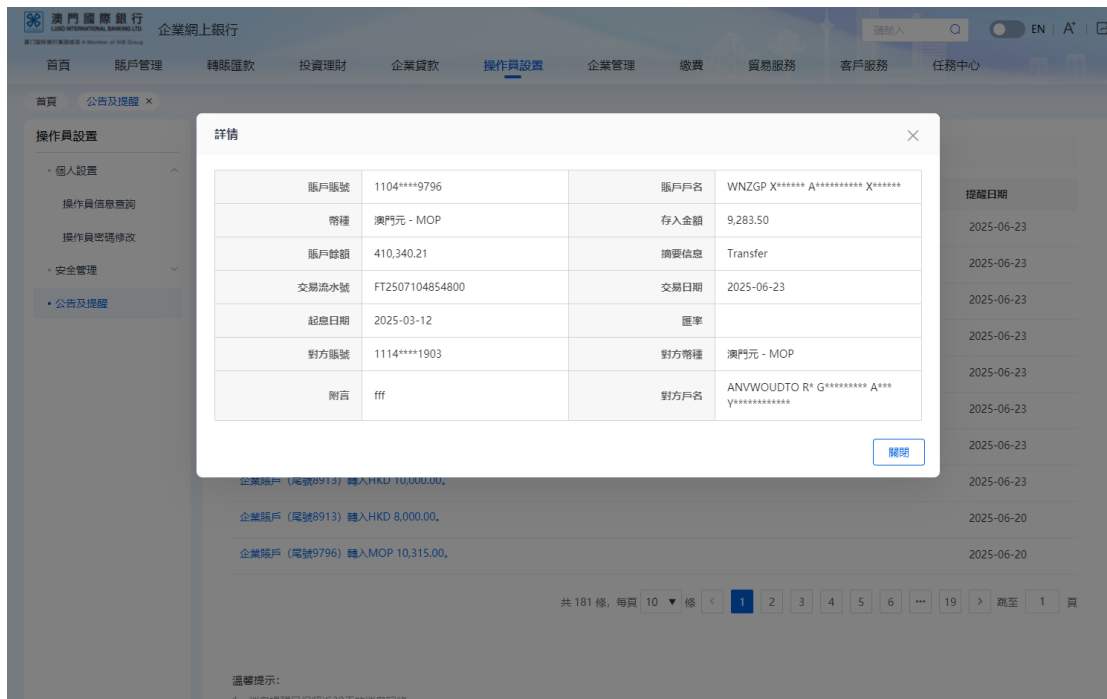 澳門國際銀行 企業網上銀行
LUSO INTERNATIONAL BANKING LTD.
請輸入 EN A+
首頁 賬戶管理 轉賬匯款 投資理財 企業貸款 操作員設置 企業管理 繳費 貿易服務 客戶服務 任務中心
首頁 公告及提醒 ×
操作員設置
個人設置
操作員信息查詢
操作員密碼修改
安全管理
公告及提醒
詳情
賬戶賬號 1104****9796 賬戶戶名 WNZGP X****** A********** X******
幣種 澳門元 - MOP 存入金額 9,283.50
賬戶餘額 410,340.21 摘要信息 Transfer
交易流水號 FT2507104854800 交易日期 2025-06-23
起息日期 2025-03-12 匯率
對方賬號 1114****1903 對方幣種 澳門元 - MOP
附言 fff 對方戶名 ANVWOUDTO R* G********* A***
Y************
關閉
提醒日期
2025-06-23
2025-06-23
2025-06-23
2025-06-23
2025-06-23
2025-06-23
2025-06-23
企業賬戶（尾號8913）轉入HKD 10,000.00。 2025-06-23
企業賬戶（尾號8913）轉入HKD 8,000.00。 2025-06-20
企業賬戶（尾號9796）轉入MOP 10,315.00。 2025-06-20
共 181 條, 每頁 10 ▼ 條 < 1 2 3 4 5 6 ••• 19 > 跳至 1 頁
溫馨提示：